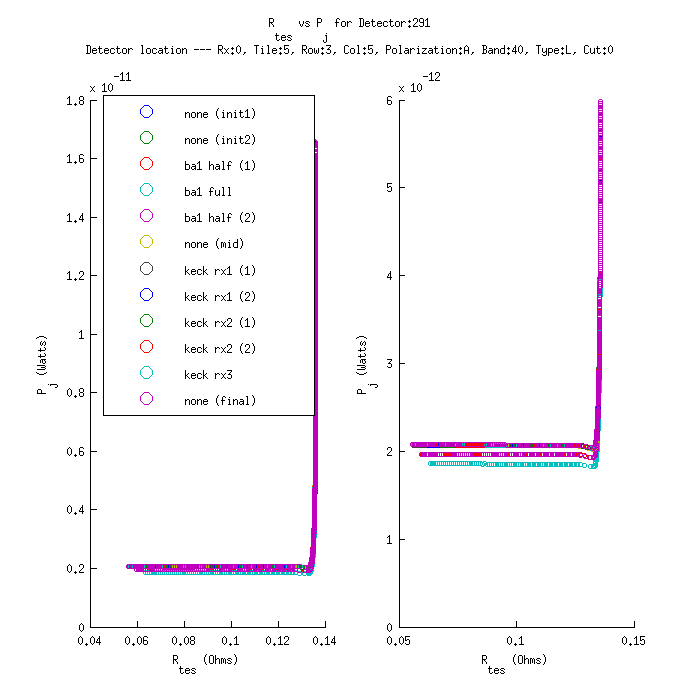 R tes vs P j for Detector:291
Detector location --- Rx:0, Tile:5, Row:3, Col:5, Polarization:A, Band:40, Type:L, Cut:0
x 10 -11
1.8
1.6
1.4
1.2
1
0.8
0.6
0.4
0.2
0
P j (Watts)
0.04 0.06 0.08 0.1 0.12 0.14
R tes (Ohms)
none (init1)
none (init2)
ba1 half (1)
ba1 full
ba1 half (2)
none (mid)
keck rx1 (1)
keck rx1 (2)
keck rx2 (1)
keck rx2 (2)
keck rx3
none (final)
x 10 -12
6
5
4
3
2
1
0
P j (Watts)
0.05 0.1 0.15
R tes (Ohms)